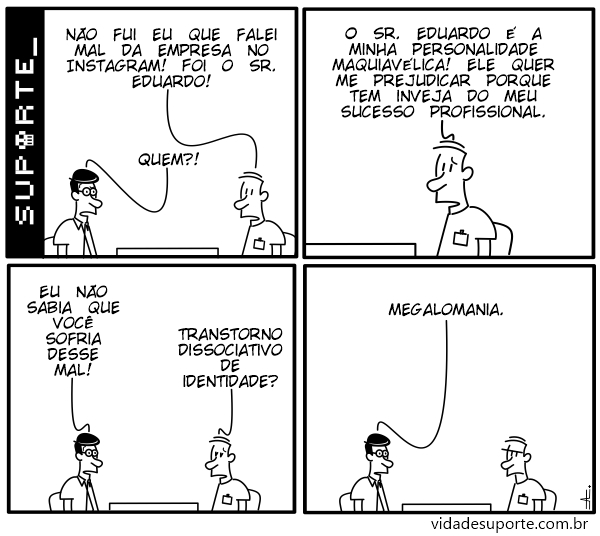 SUPORTE_
NÃO FUI EU QUE FALEI
MAL DA EMPRESA NO
INSTAGRAM! FOI O SR.
EDUARDO!
QUEM?!
O SR. EDUARDO É A
MINHA PERSONALIDADE
MAQUIAVÉLICA! ELE QUER
ME PREJUDICAR PORQUE
TEM INVEJA DO MEU
SUCESSO PROFISSIONAL.
EU NÃO
SABIA QUE
VOCÊ
SOFRIA
DESSE
MAL!
TRANSTORNO
DISSOCIATIVO
DE
IDENTIDADE?
MEGALOMANIA.
vidadesuporte.com.br